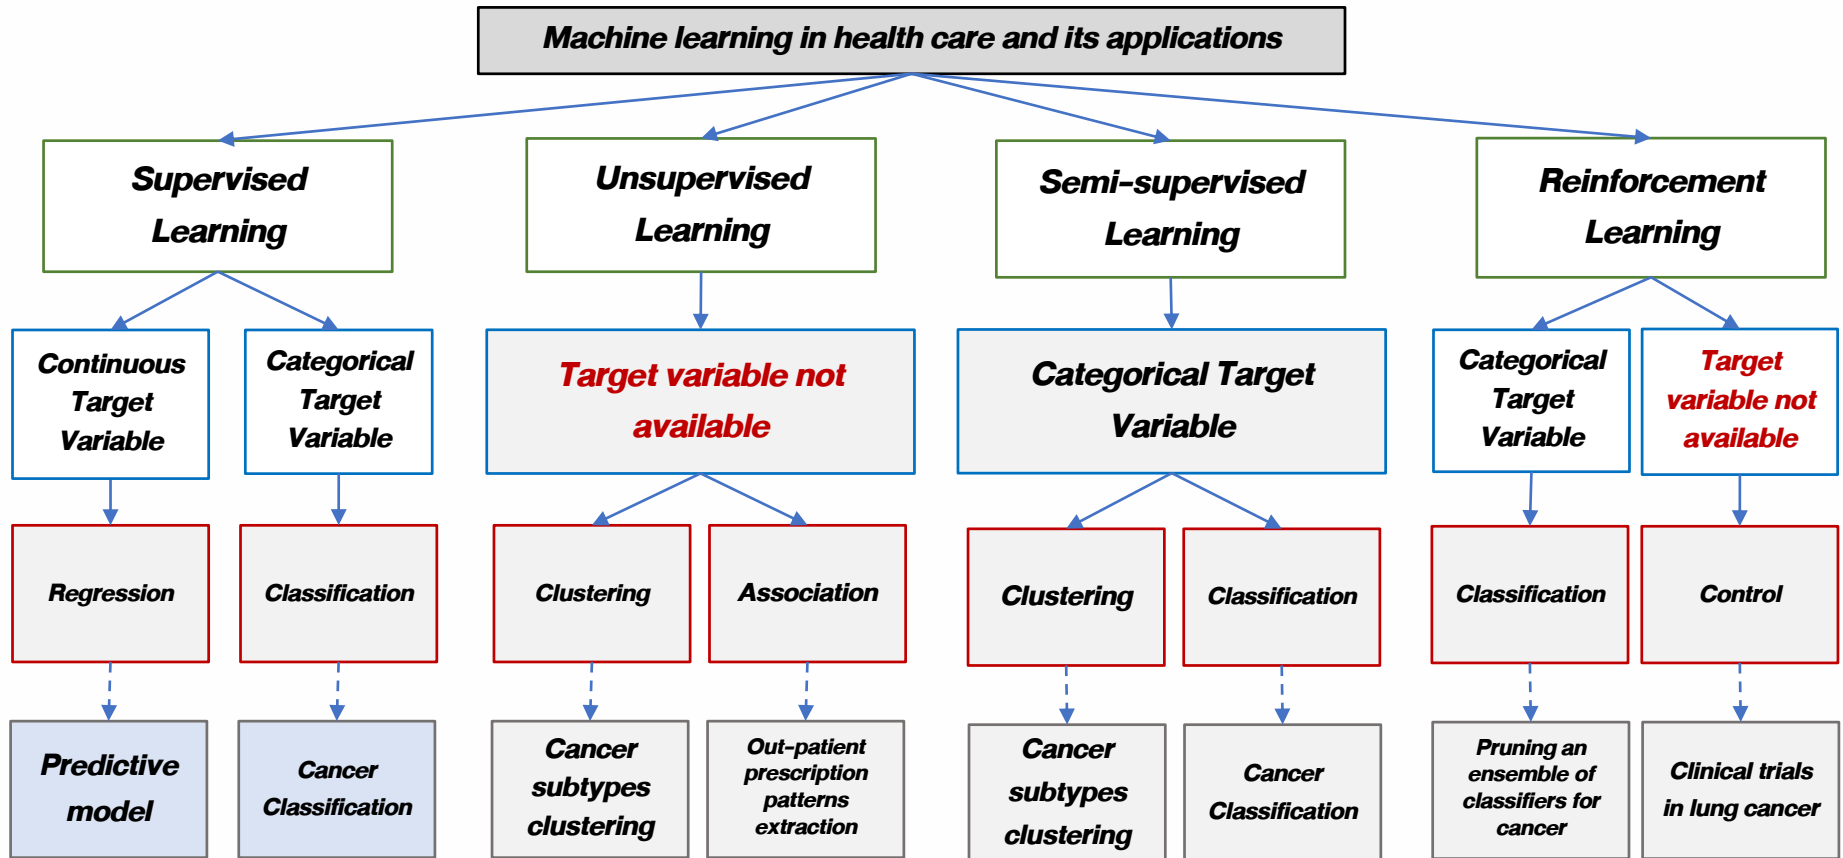 Machine learning in health care and its applications
Supervised
Learning
Unsupervised
Learning
Semi-supervised
Learning
Reinforcement
Learning
Continuous
Target
Variable
Categorical
Target
Variable
Target variable not
available
Categorical Target
Variable
Categorical
Target
Variable
Target
variable not
available
Regression
Classification
Clustering
Association
Clustering
Classification
Classification
Control
Predictive
model
Cancer
Classification
Cancer
subtypes
clustering
Out-patient
prescription
patterns
extraction
Cancer
subtypes
clustering
Cancer
Classification
Pruning an
ensemble of
classifiers for
cancer
Clinical trials
in lung cancer